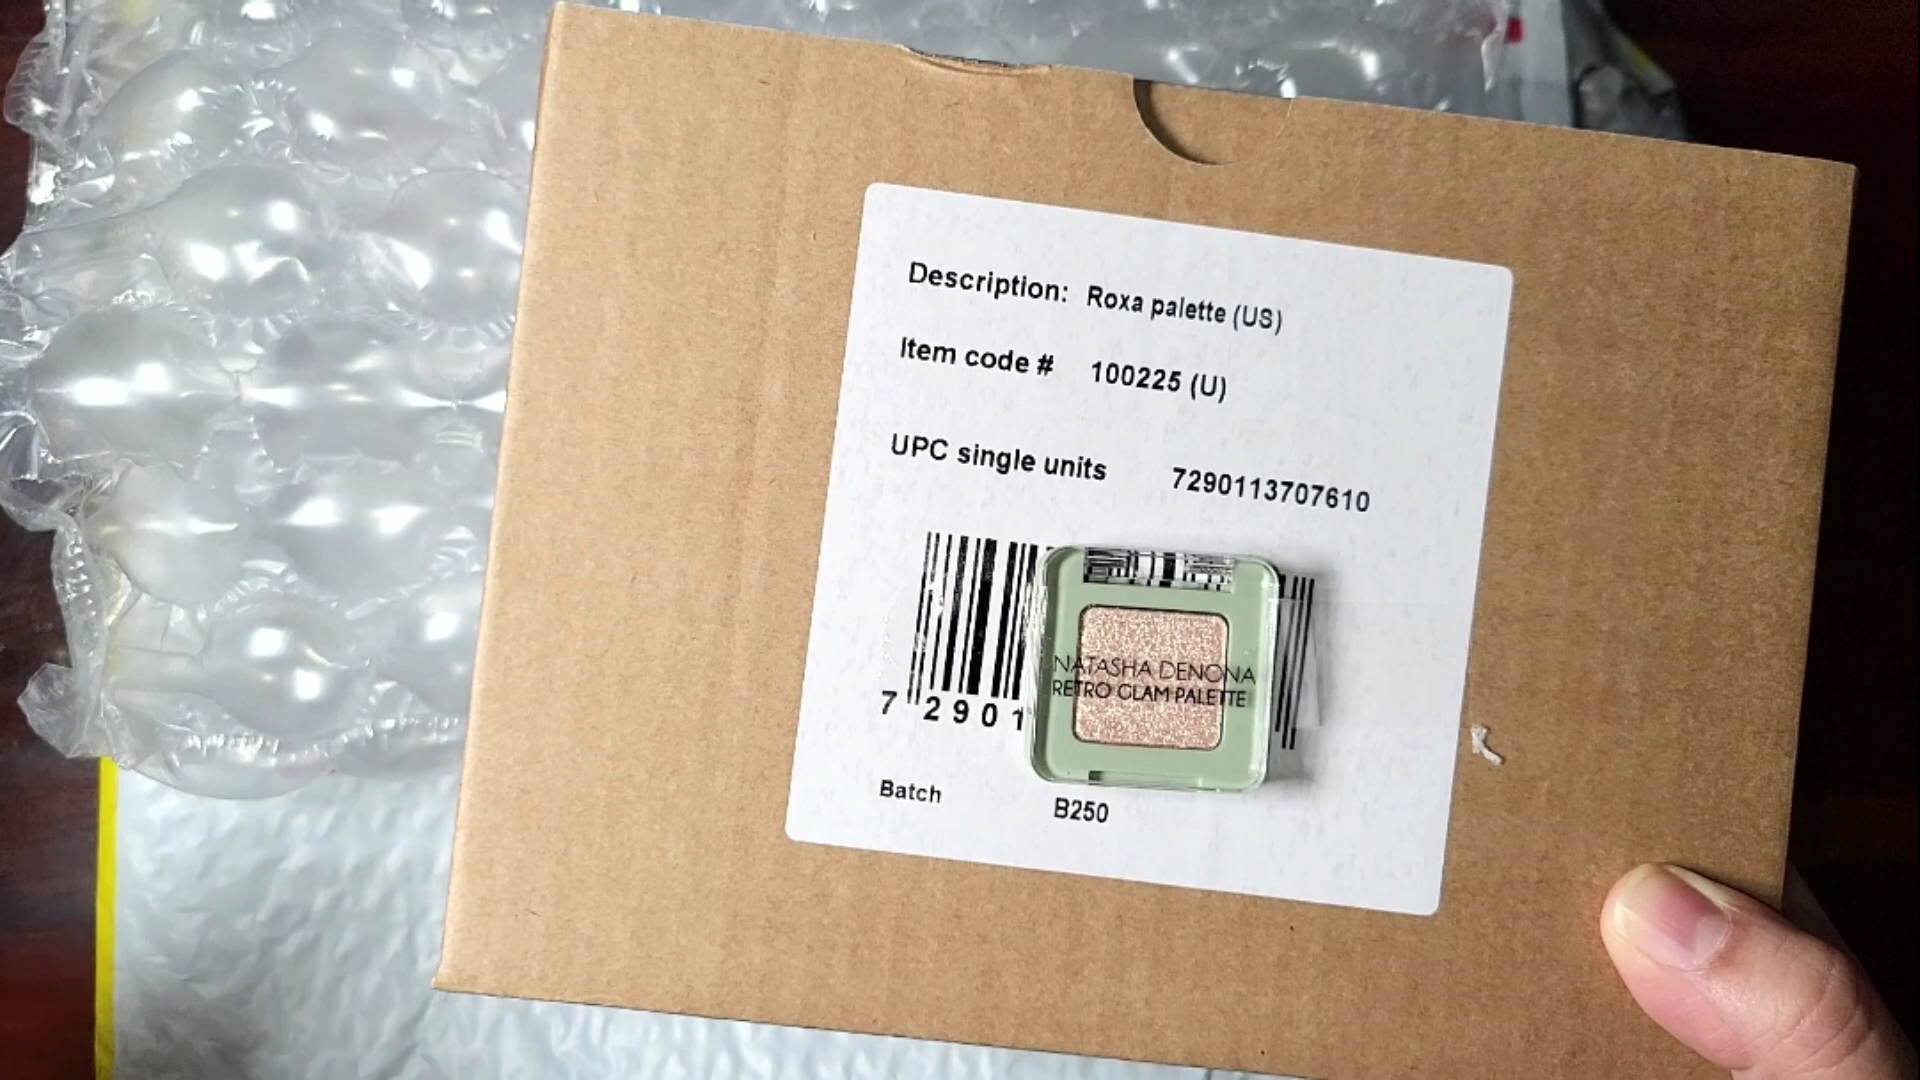 Description: Roxa palette (US)
Item code # 100225 (U)
UPC single units 7290113707610
7 2901
NATASHA DENONA
RETRO GLAM PALETTE
Batch B250